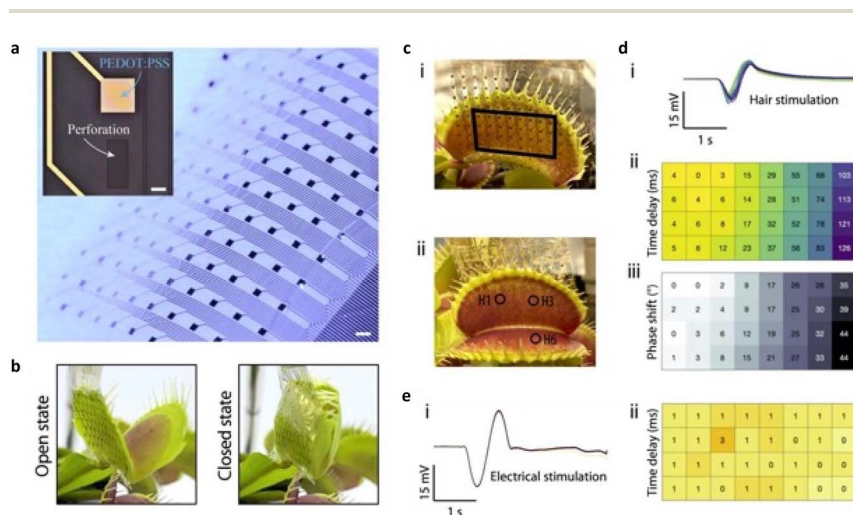 a
PEDOT:PSS
Perforation
b
Open state
Closed state
c
i
ii
H1
H3
H6
d
i
15 mV
1 s
Hair stimulation
ii
Time delay (ms)
4 0 3 15 29 55 68 103
6 4 6 14 28 51 74 113
4 6 8 17 32 52 78 121
5 6 12 23 37 56 83 126
iii
Phase shift (°)
0 0 2 9 17 26 28 35
2 2 4 9 17 25 30 39
0 3 6 12 19 25 32 44
1 3 8 15 21 27 33 44
e
i
15 mV
1 s
Electrical stimulation
ii
Time delay (ms)
1 1 1 1 1 1 1 1
1 1 3 1 1 0 1 0
1 1 1 1 0 1 0 0
0 1 0 1 1 1 0 0